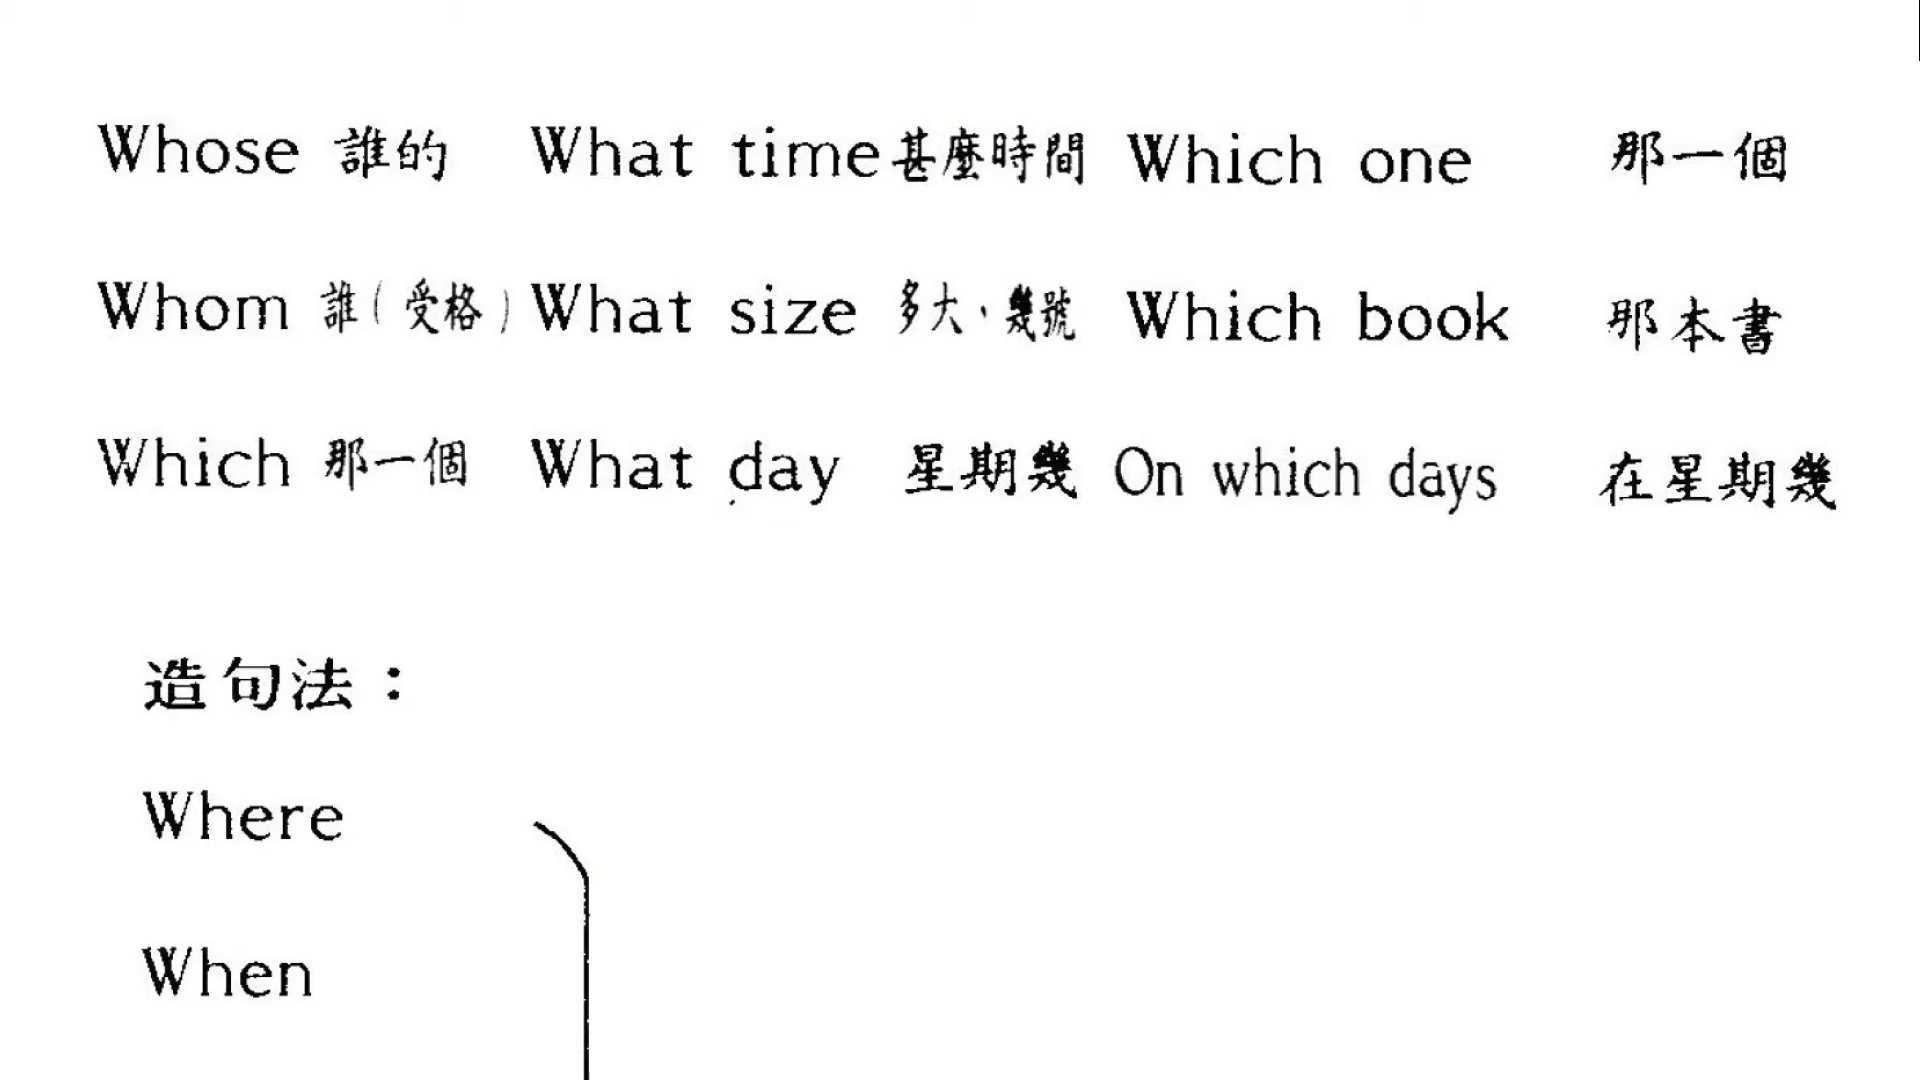 Whose 誰的 What time 甚麼時間 Which one 那一個
Whom 誰(受格) What size 多大、幾號 Which book 那本書
Which 那一個 What day 星期幾 On which days 在星期幾
造句法：
Where
When